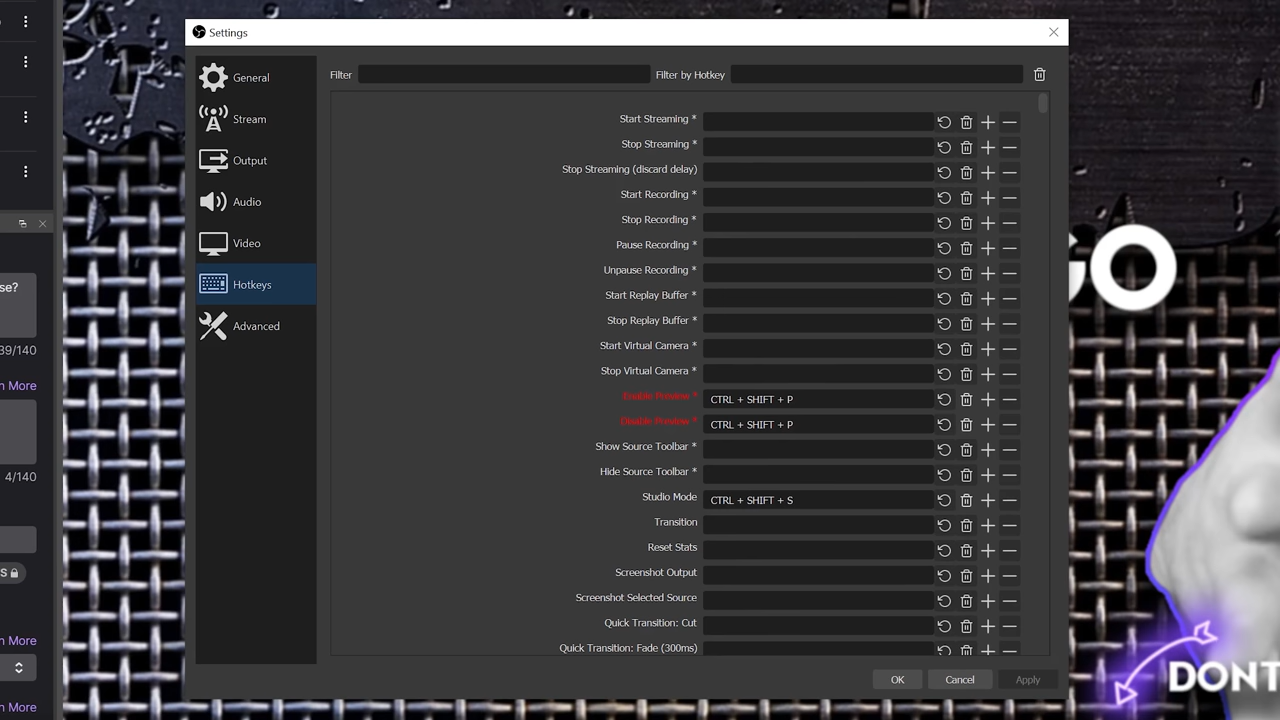 Settings
General
Stream
Output
Audio
Video
Hotkeys
Advanced
Filter
Filter by Hotkey
Start Streaming *
Stop Streaming *
Stop Streaming (discard delay)
Start Recording *
Stop Recording *
Pause Recording *
Unpause Recording *
Start Replay Buffer *
Stop Replay Buffer *
Start Virtual Camera *
Stop Virtual Camera *
Enable Preview * CTRL + SHIFT + P
Disable Preview * CTRL + SHIFT + P
Show Source Toolbar *
Hide Source Toolbar *
Studio Mode CTRL + SHIFT + S
Transition
Reset Stats
Screenshot Output
Screenshot Selected Source
Quick Transition: Cut
Quick Transition: Fade (300ms)
OK Cancel Apply
se?
39/140
n More
4/140
S
n More
n More
GO
DONT